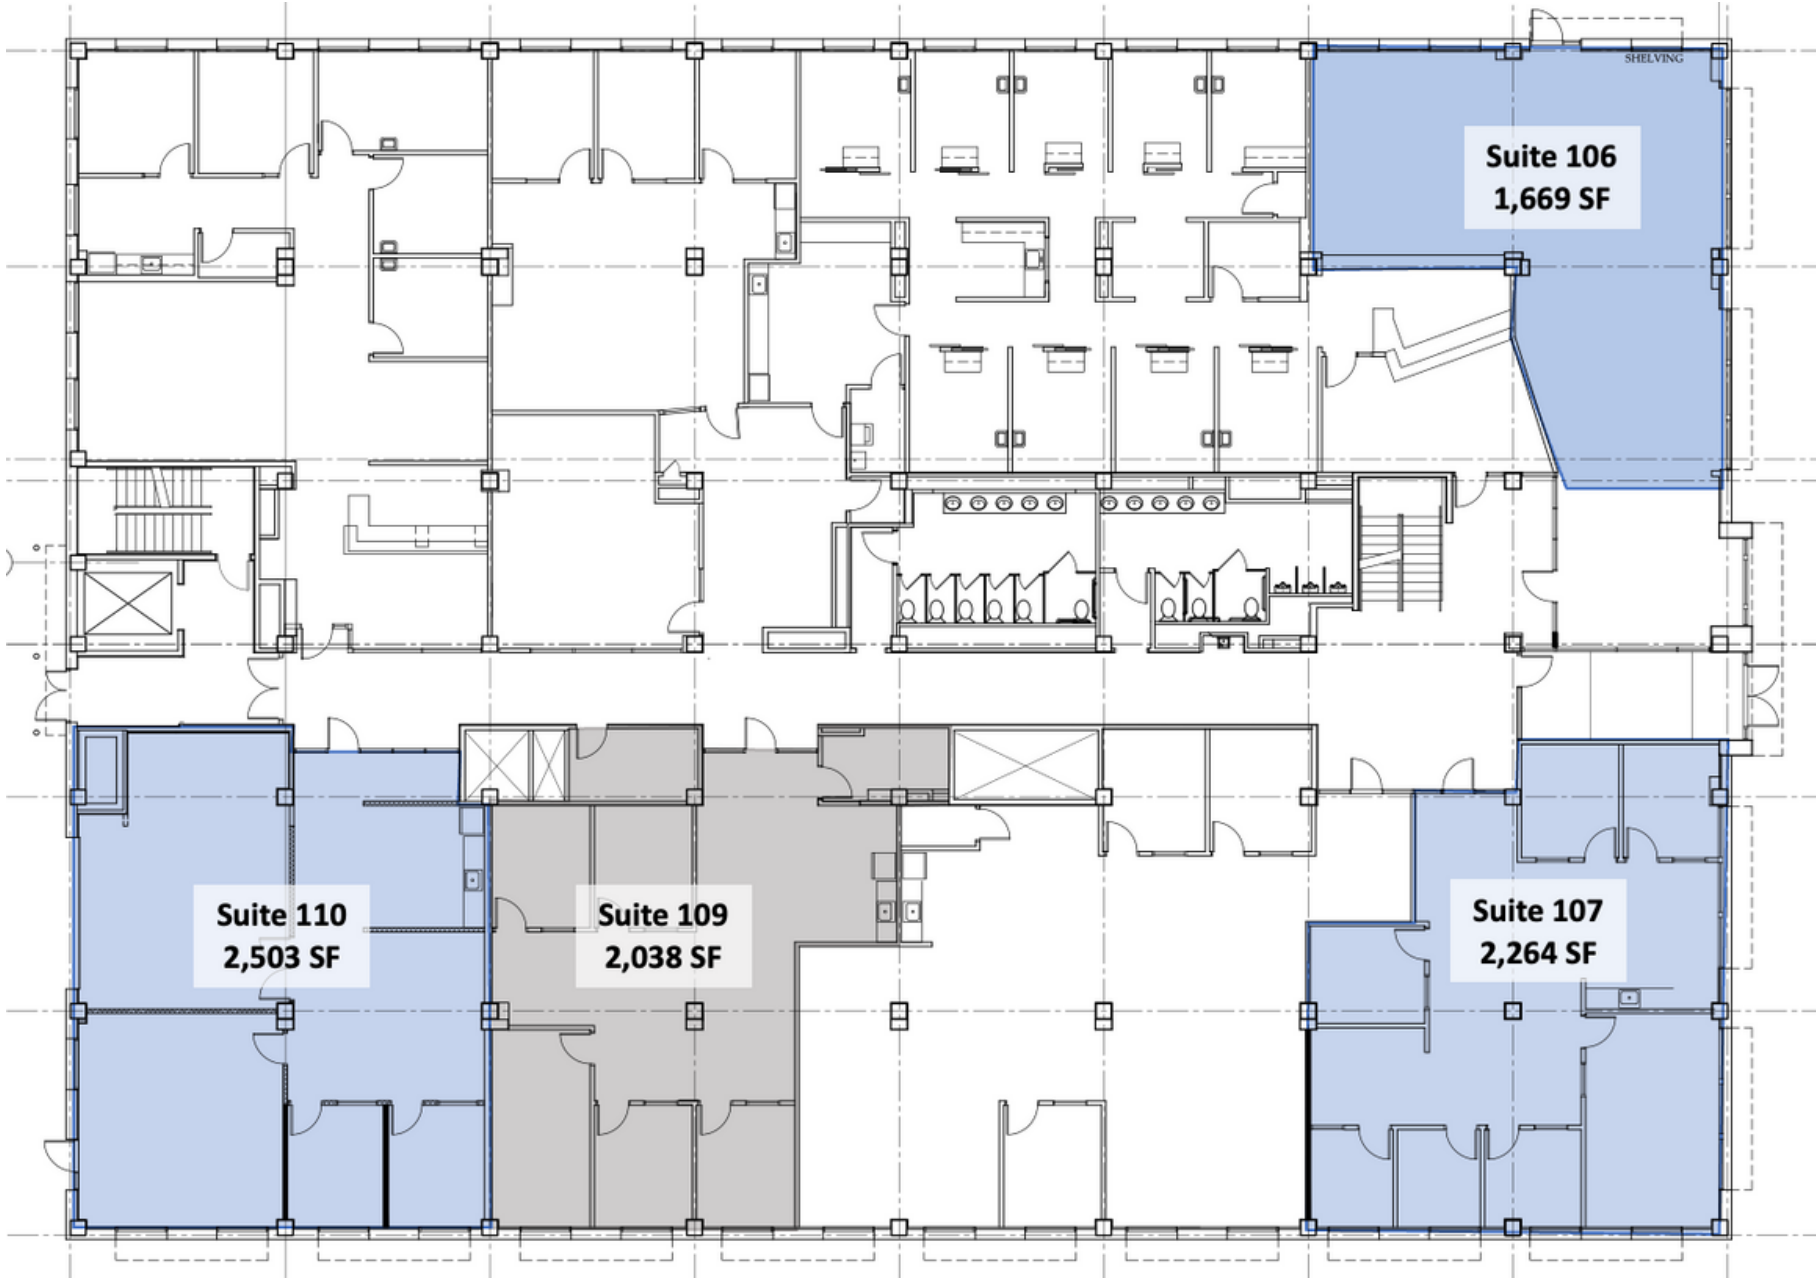 SHELVING
Suite 106
1,669 SF
Suite 110
2,503 SF
Suite 109
2,038 SF
Suite 107
2,264 SF